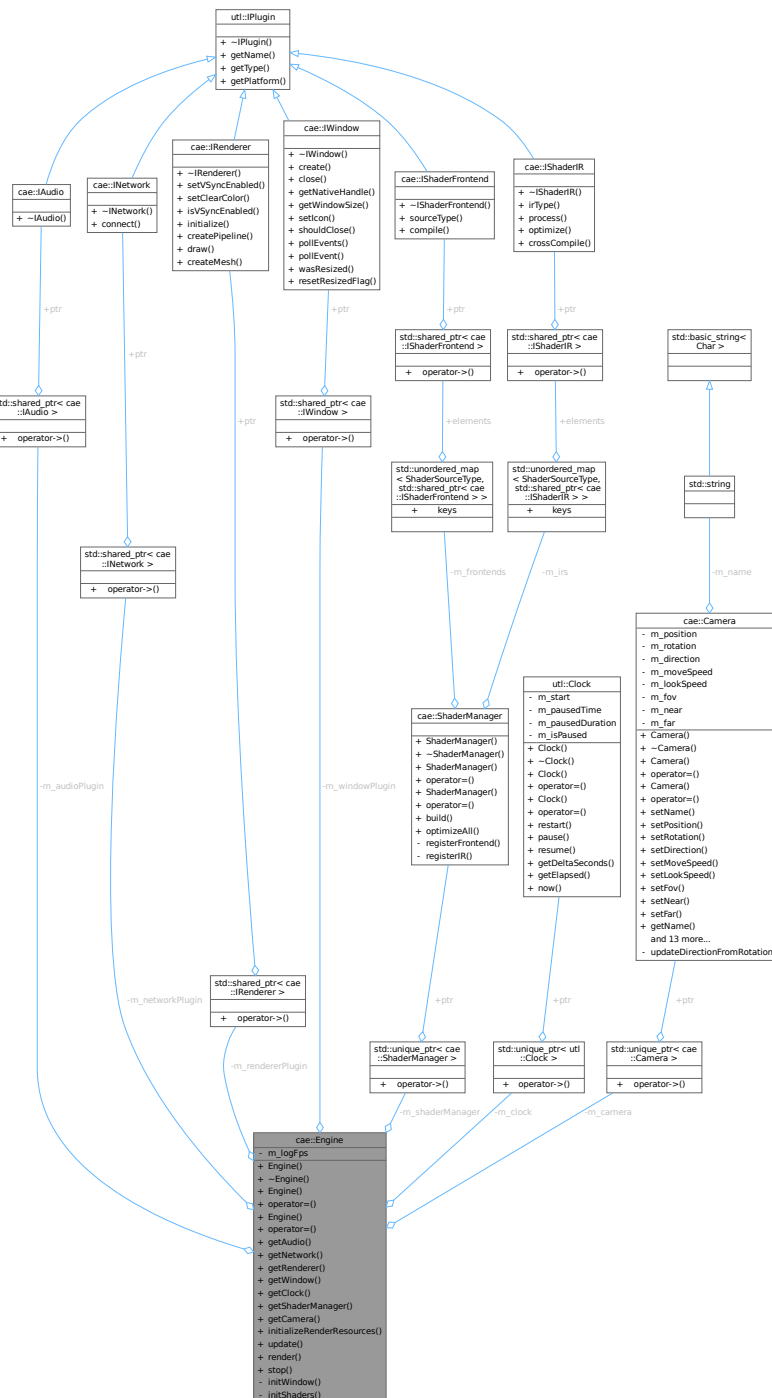 utl::IPlugin
+ ~IPlugin()
+ getName()
+ getType()
+ getPlatform()
cae::IWindow
+ ~IWindow()
+ create()
+ close()
+ getNativeHandle()
+ getWindowSize()
+ setIcon()
+ shouldClose()
+ pollEvents()
+ pollEvent()
+ wasResized()
+ resetResizedFlag()
cae::IRenderer
+ ~IRenderer()
+ setVSyncEnabled()
+ setClearColor()
+ isVSyncEnabled()
+ initialize()
+ createPipeline()
+ draw()
+ createMesh()
cae::IShaderIR
+ ~IShaderIR()
+ irType()
+ process()
+ optimize()
+ crossCompile()
cae::IShaderFrontend
+ ~IShaderFrontend()
+ sourceType()
+ compile()
cae::INetwork
+ ~INetwork()
+ connect()
cae::IAudio
+ ~IAudio()
+ptr
+ptr
+ptr
+ptr
+ptr
+ptr
std::shared_ptr< cae
::IShaderFrontend >
+ operator->()
std::shared_ptr< cae
::IShaderIR >
+ operator->()
std::basic_string<
Char >
std::shared_ptr< cae
::IAudio >
+ operator->()
std::shared_ptr< cae
::IWindow >
+ operator->()
+elements
+elements
std::unordered_map
< ShaderSourceType,
std::shared_ptr< cae
::IShaderFrontend > >
+ keys
std::unordered_map
< ShaderSourceType,
std::shared_ptr< cae
::IShaderIR > >
+ keys
std::string
std::shared_ptr< cae
::INetwork >
+ operator->()
-m_frontends
-m_irs
-m_name
cae::Camera
- m_position
- m_rotation
- m_direction
- m_moveSpeed
- m_lookSpeed
- m_fov
- m_near
- m_far
+ Camera()
+ ~Camera()
+ Camera()
+ operator=()
+ Camera()
+ operator=()
+ setName()
+ setPosition()
+ setRotation()
+ setDirection()
+ setMoveSpeed()
+ setLookSpeed()
+ setFov()
+ setNear()
+ setFar()
+ getName()
and 13 more...
- updateDirectionFromRotation
utl::Clock
- m_start
- m_pausedTime
- m_pausedDuration
- m_isPaused
+ Clock()
+ ~Clock()
+ Clock()
+ operator=()
+ Clock()
+ operator=()
+ restart()
+ pause()
+ resume()
+ getDeltaSeconds()
+ getElapsed()
+ now()
cae::ShaderManager
+ ShaderManager()
+ ~ShaderManager()
+ ShaderManager()
+ operator=()
+ ShaderManager()
+ operator=()
+ build()
+ optimizeAll()
- registerFrontend()
- registerIR()
-m_audioPlugin
-m_windowPlugin
-m_networkPlugin
std::shared_ptr< cae
::IRenderer >
+ operator->()
+ptr
+ptr
+ptr
std::unique_ptr< cae
::ShaderManager >
+ operator->()
std::unique_ptr< utl
::Clock >
+ operator->()
std::unique_ptr< cae
::Camera >
+ operator->()
-m_rendererPlugin
-m_shaderManager
-m_clock
-m_camera
cae::Engine
- m_logFps
+ Engine()
+ ~Engine()
+ Engine()
+ operator=()
+ Engine()
+ operator=()
+ getAudio()
+ getNetwork()
+ getRenderer()
+ getWindow()
+ getClock()
+ getShaderManager()
+ getCamera()
+ initializeRenderResources()
+ update()
+ render()
+ stop()
- initWindow()
- initShaders()